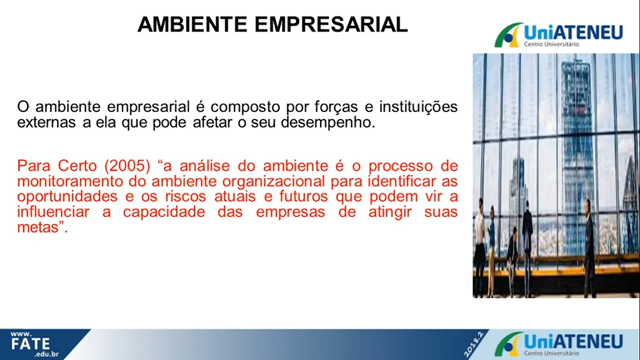 AMBIENTE EMPRESARIAL
UniATENEU
Centro Universitário
O ambiente empresarial é composto por forças e instituições
externas a ela que pode afetar o seu desempenho.
Para Certo (2005) “a análise do ambiente é o processo de
monitoramento do ambiente organizacional para identificar as
oportunidades e os riscos atuais e futuros que podem vir a
influenciar a capacidade das empresas de atingir suas
metas”.
www.
FATE
.edu.br
2018.2
UniATENEU
Centro Universitário